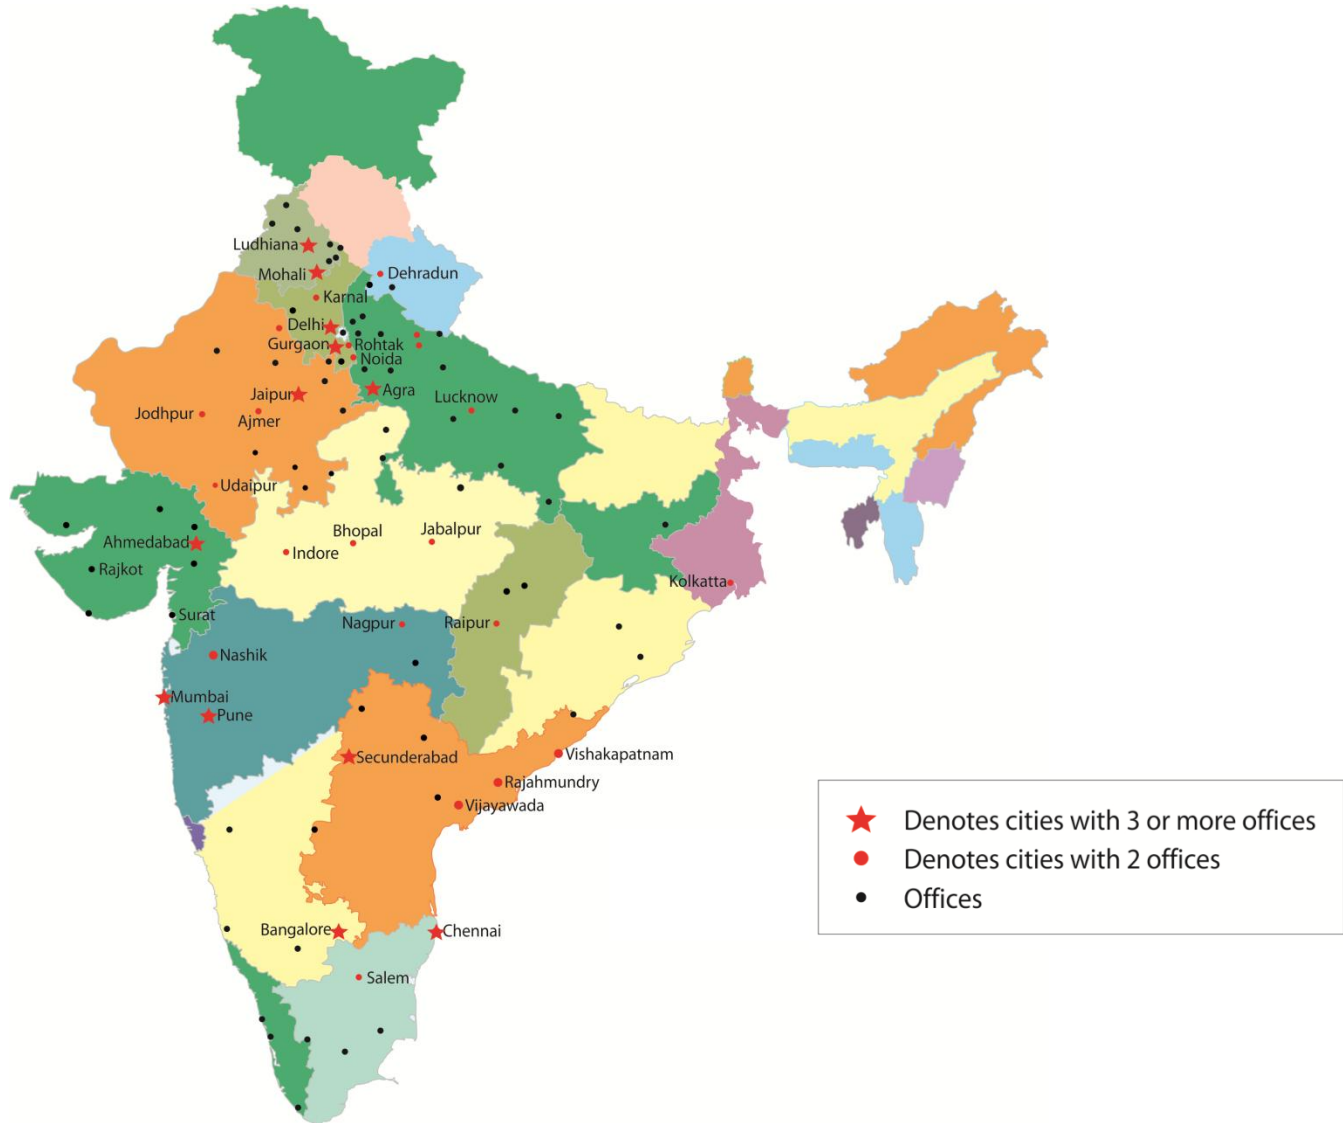 Ludhiana
Mohali
Dehradun
Karnal
Delhi
Gurgaon
Rohtak
Noida
Jaipur
Agra
Lucknow
Jodhpur
Ajmer
Udaipur
Bhopal
Jabalpur
Ahmedabad
Indore
Rajkot
Kolkatta
Surat
Nagpur
Raipur
Nashik
Mumbai
Pune
Secunderabad
Vishakapatnam
Rajahmundry
Vijayawada
Denotes cities with 3 or more offices
Denotes cities with 2 offices
Offices
Bangalore
Chennai
Salem